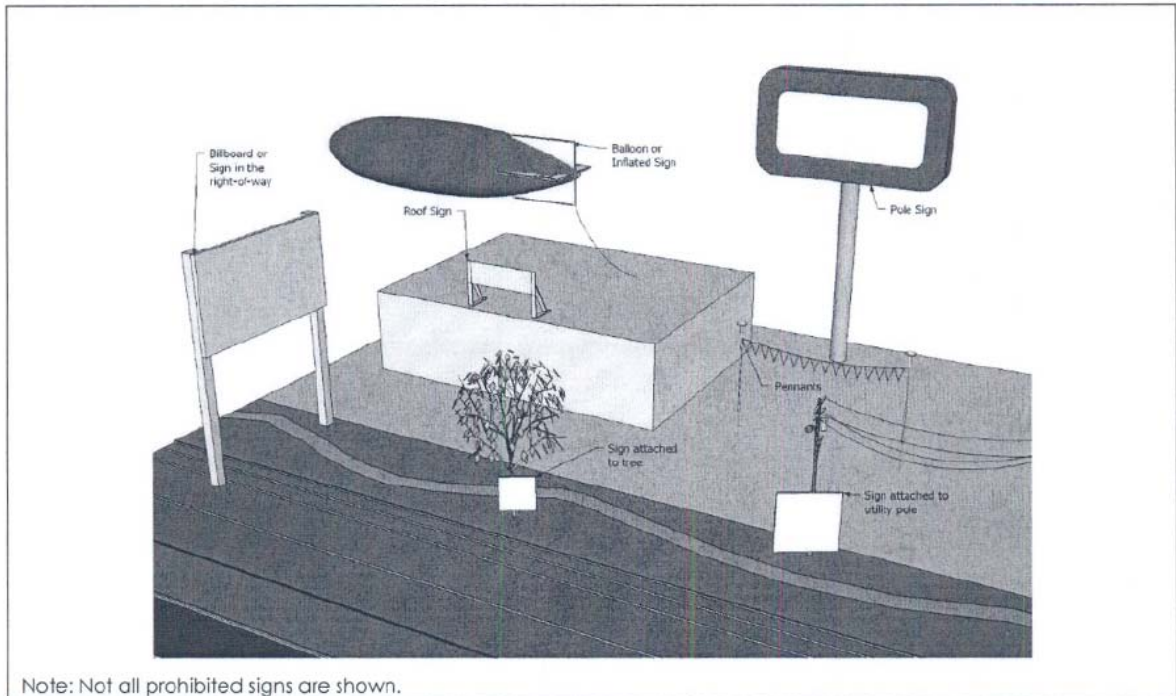 Billboard or
Sign in the
right-of-way
Balloon or
Inflated Sign
Roof Sign
Pole Sign
Pennants
Sign attached
to tree
Sign attached to
utility pole
Note: Not all prohibited signs are shown.